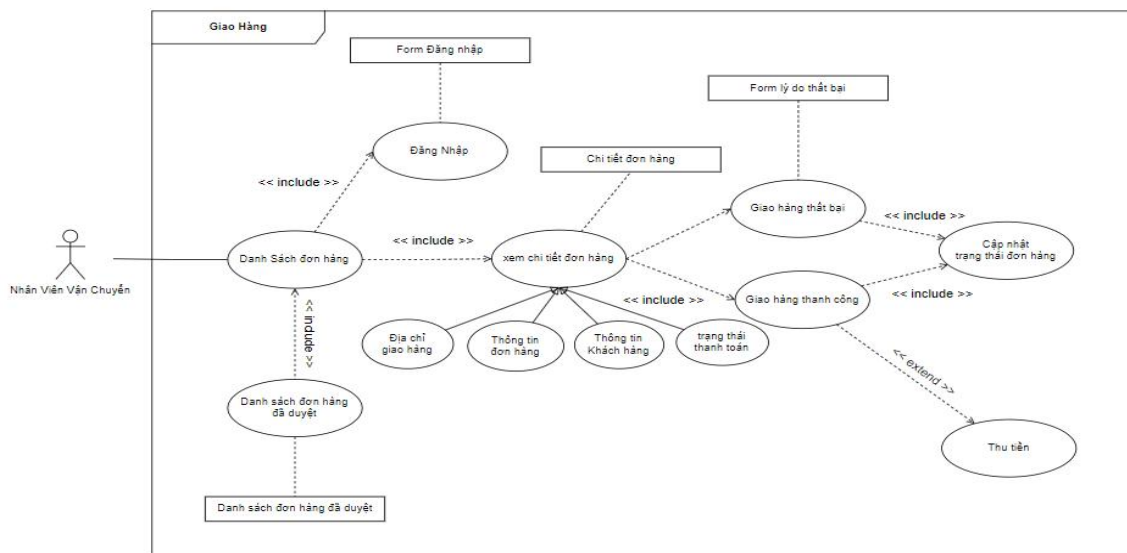 Giao Hàng
Form Đăng nhập
Form lý do thất bại
Đăng Nhập
Chi tiết đơn hàng
<< include >>
Giao hàng thất bại
<< include >>
<< include >>
Danh Sách đơn hàng
xem chi tiết đơn hàng
Cập nhật
trạng thái đơn hàng
Nhân Viên Vận Chuyển
<< include >>
Giao hàng thanh công
<< include >>
<< include >>
Địa chỉ
giao hàng
Thông tin
đơn hàng
Thông tin
Khách hàng
trạng thái
thanh toán
<< extend >>
Danh sách đơn hàng
đã duyệt
Thu tiền
Danh sách đơn hàng đã duyệt